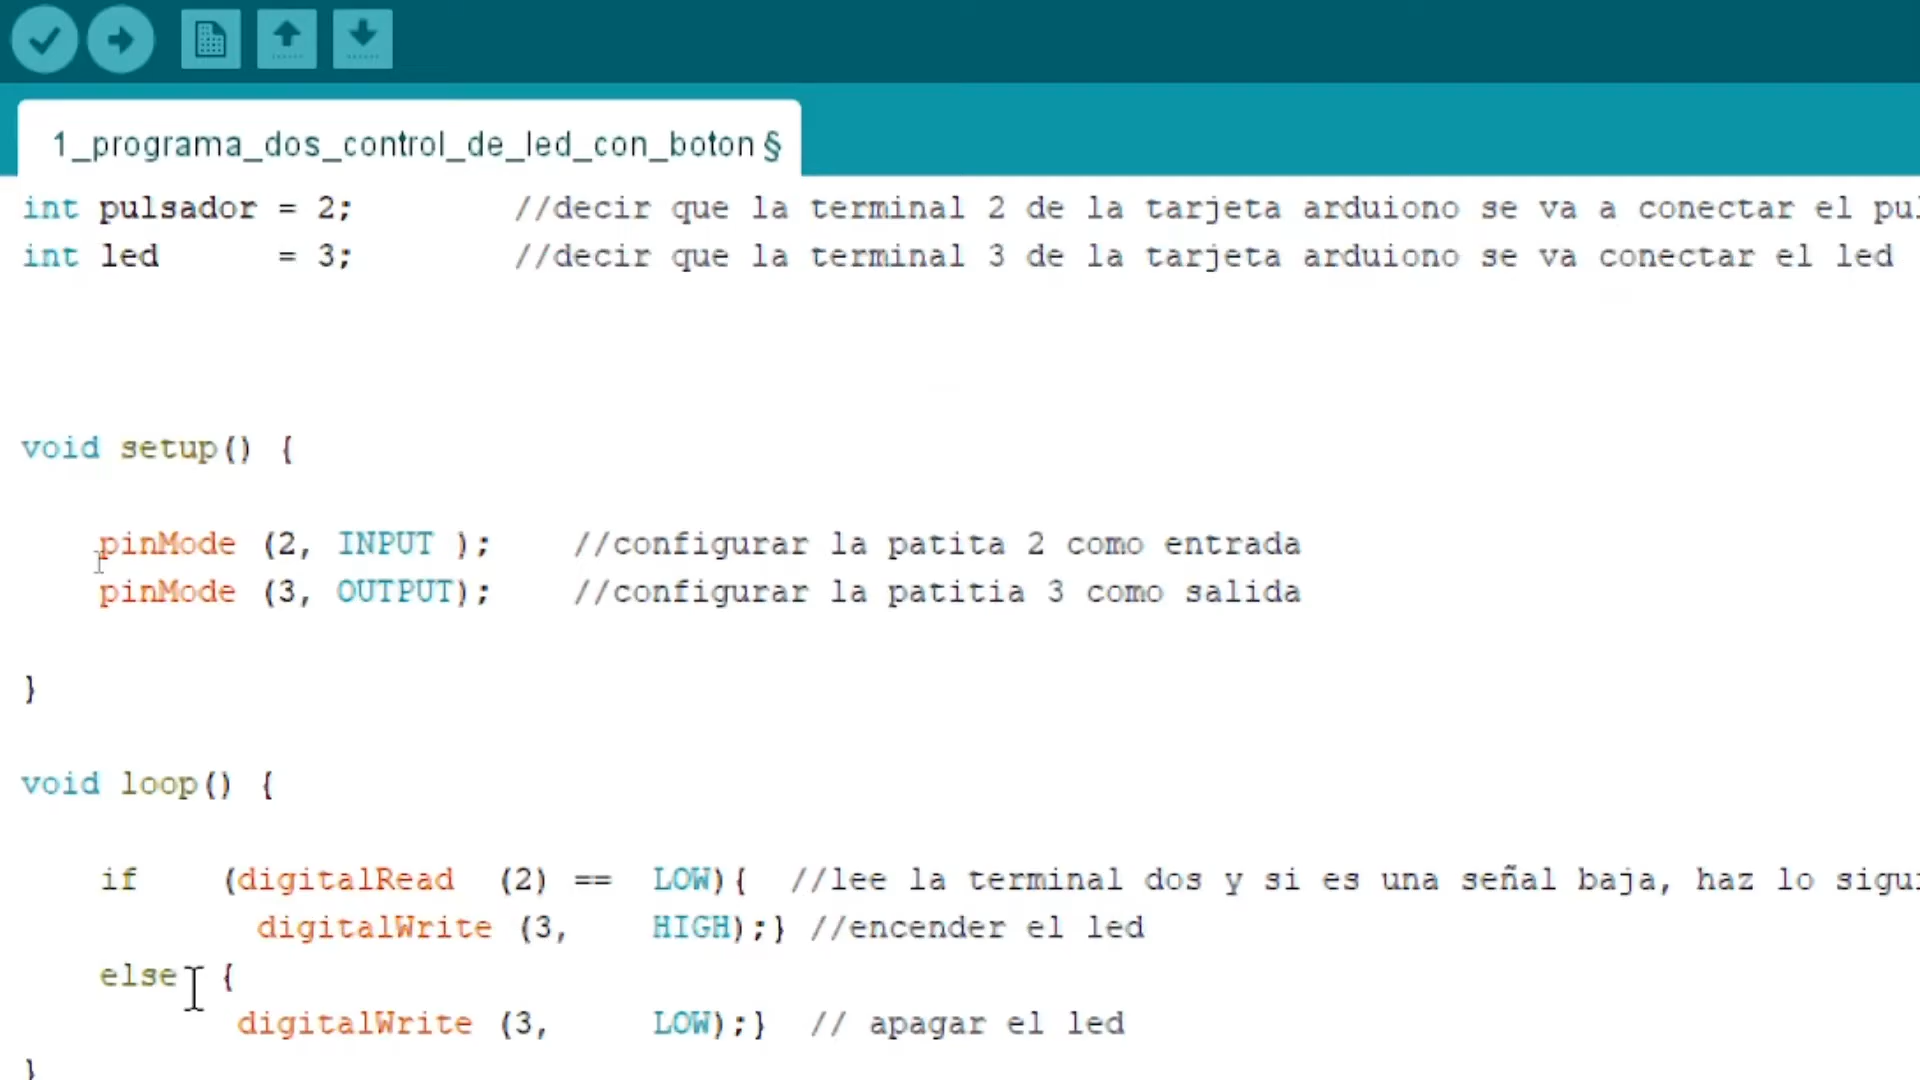 1_programa_dos_control_de_led_con_boton §
int pulsador = 2; //decir que la terminal 2 de la tarjeta arduiono se va a conectar el
int led = 3; //decir que la terminal 3 de la tarjeta arduiono se va conectar el led
void setup() {
pinMode (2, INPUT ); //configurar la patita 2 como entrada
pinMode (3, OUTPUT); //configurar la patitia 3 como salida
}
void loop() {
if (digitalRead (2) == LOW){ //lee la terminal dos y si es una señal baja, haz lo
digitalWrite (3, HIGH);} //encender el led
else {
digitalWrite (3, LOW);} // apagar el led
}